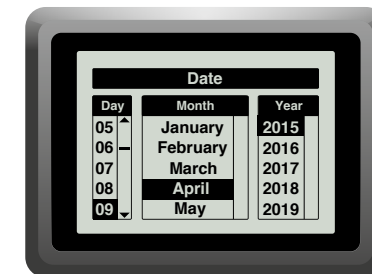 Date
Day Month Year
05 January 2015
06 February 2016
07 March 2017
08 April 2018
09 May 2019